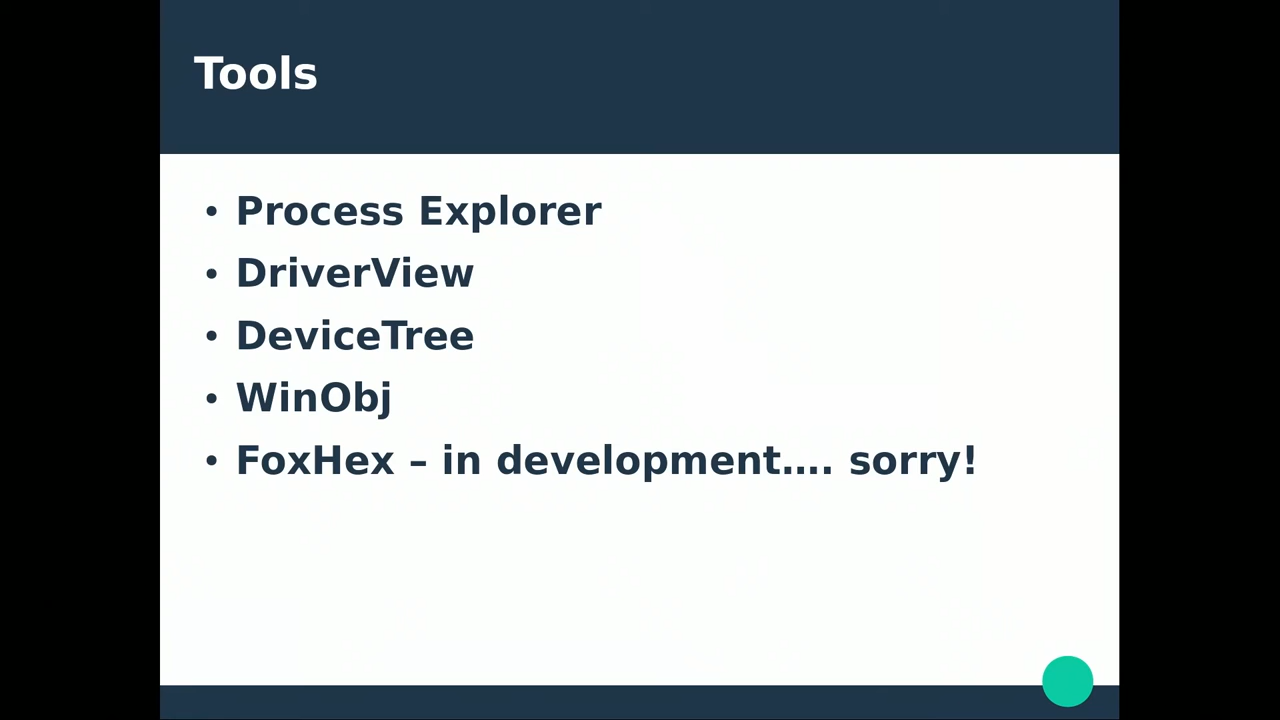 Tools
• Process Explorer
• DriverView
• DeviceTree
• WinObj
• FoxHex – in development.... sorry!